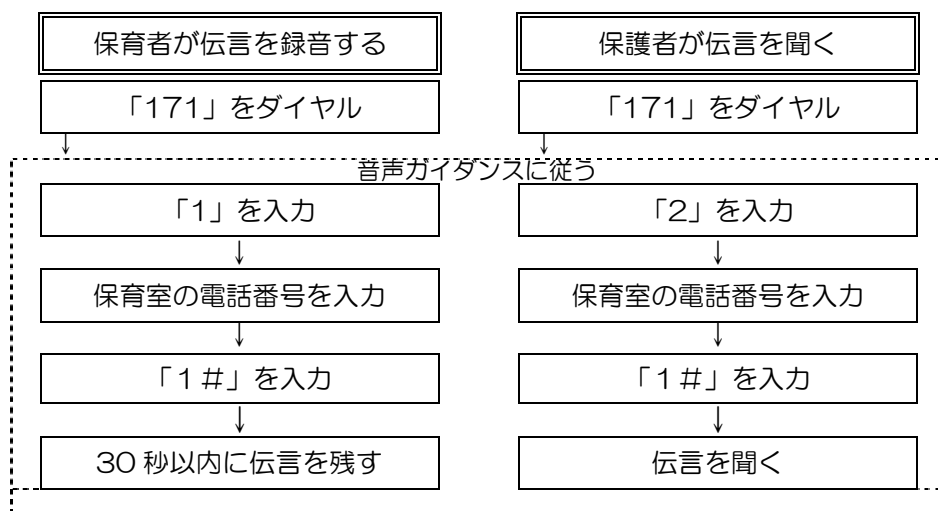 保育者が伝言を録音する
保護者が伝言を聞く
「171」をダイヤル
「171」をダイヤル
↓
↓
音声ガイダンスに従う
「1」を入力
「2」を入力
↓
↓
保育室の電話番号を入力
保育室の電話番号を入力
↓
↓
「1#」を入力
「1#」を入力
↓
↓
30秒以内に伝言を残す
伝言を聞く